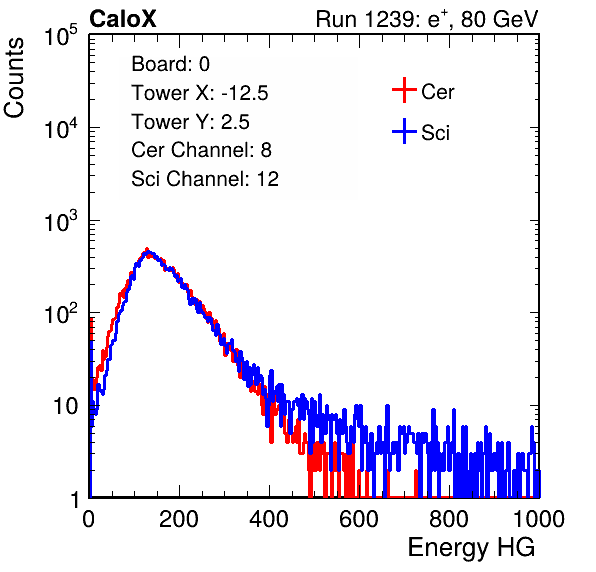 CaloX Run 1239: e⁺, 80 GeV
Counts
Board: 0
Tower X: -12.5
Tower Y: 2.5
Cer Channel: 8
Sci Channel: 12
Cer
Sci
10⁵
10⁴
10³
10²
10
1
0 200 400 600 800 1000
Energy HG